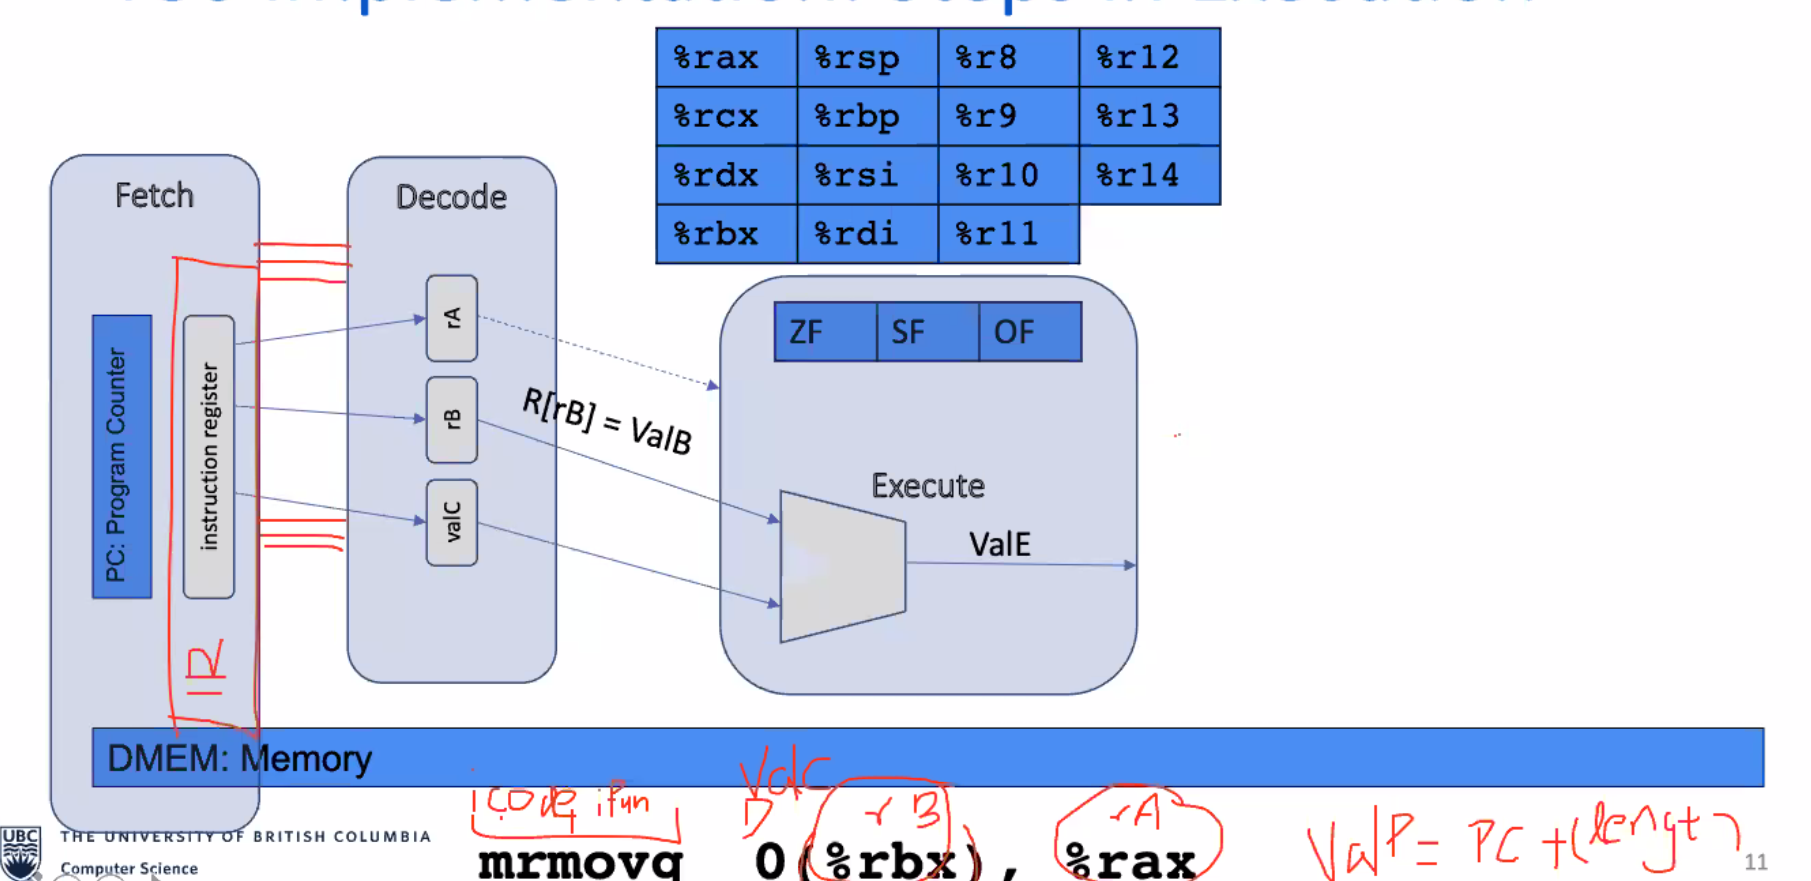 %rax %rsp %r8 %r12
%rcx %rbp %r9 %r13
%rdx %rsi %r10 %r14
%rbx %rdi %r11
Fetch
Decode
PC: Program Counter
instruction register
IR
rA
rB
valC
R[rB] = ValB
ZF SF OF
Execute
ValE
DMEM: Memory
icode ifun
ValC
D
rB
rA
ValP = PC + (length)
mrmovq 0(%rbx), %rax
UBC
THE UNIVERSITY OF BRITISH COLUMBIA
Computer Science
11